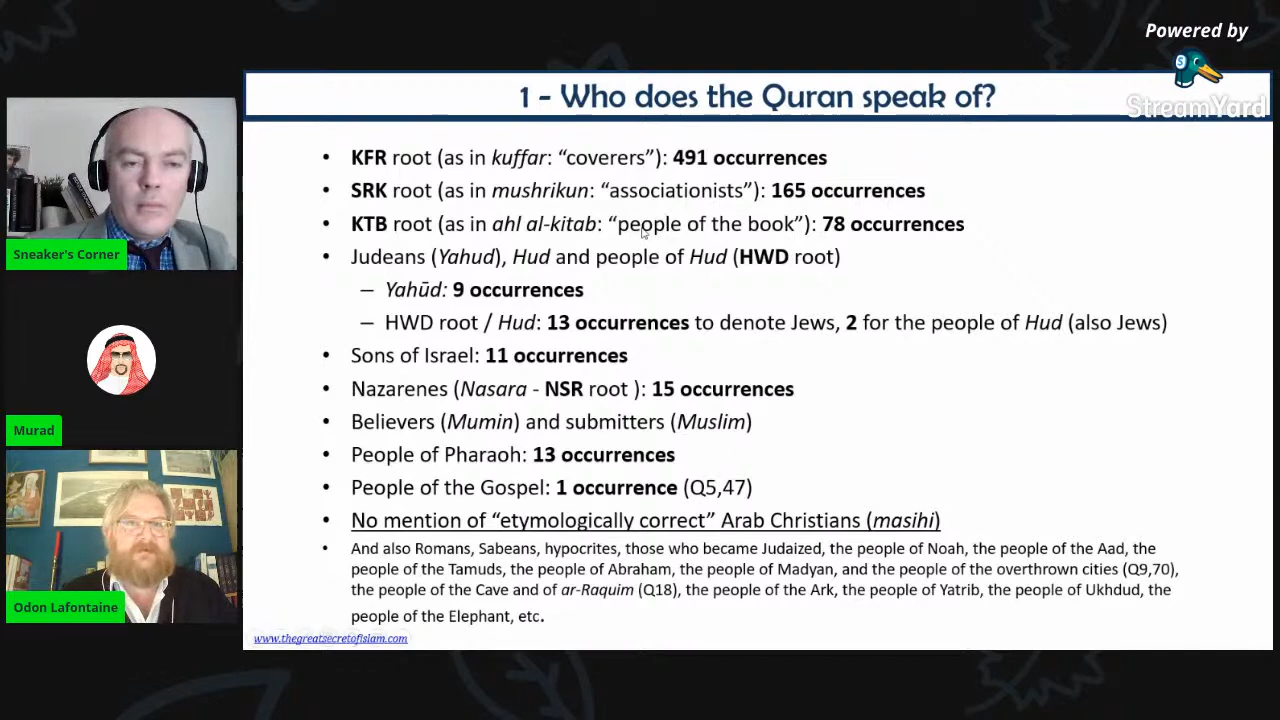 Powered by
StreamYard
1 - Who does the Quran speak of?
• KFR root (as in kuffar: “coverers”): 491 occurrences
• SRK root (as in mushrikun: “associationists”): 165 occurrences
• KTB root (as in ahl al-kitab: “people of the book”): 78 occurrences
• Judeans (Yahud), Hud and people of Hud (HWD root)
– Yahūd: 9 occurrences
– HWD root / Hud: 13 occurrences to denote Jews, 2 for the people of Hud (also Jews)
• Sons of Israel: 11 occurrences
• Nazarenes (Nasara - NSR root ): 15 occurrences
• Believers (Mumin) and submitters (Muslim)
• People of Pharaoh: 13 occurrences
• People of the Gospel: 1 occurrence (Q5,47)
• No mention of “etymologically correct” Arab Christians (masihi)
• And also Romans, Sabeans, hypocrites, those who became Judaized, the people of Noah, the people of the Aad, the
people of the Tamuds, the people of Abraham, the people of Madyan, and the people of the overthrown cities (Q9,70),
the people of the Cave and of ar-Raquim (Q18), the people of the Ark, the people of Yatrib, the people of Ukhdud, the
people of the Elephant, etc.
www.thegreatsecretofislam.com
Sneaker's Corner
Murad
Odon Lafontaine